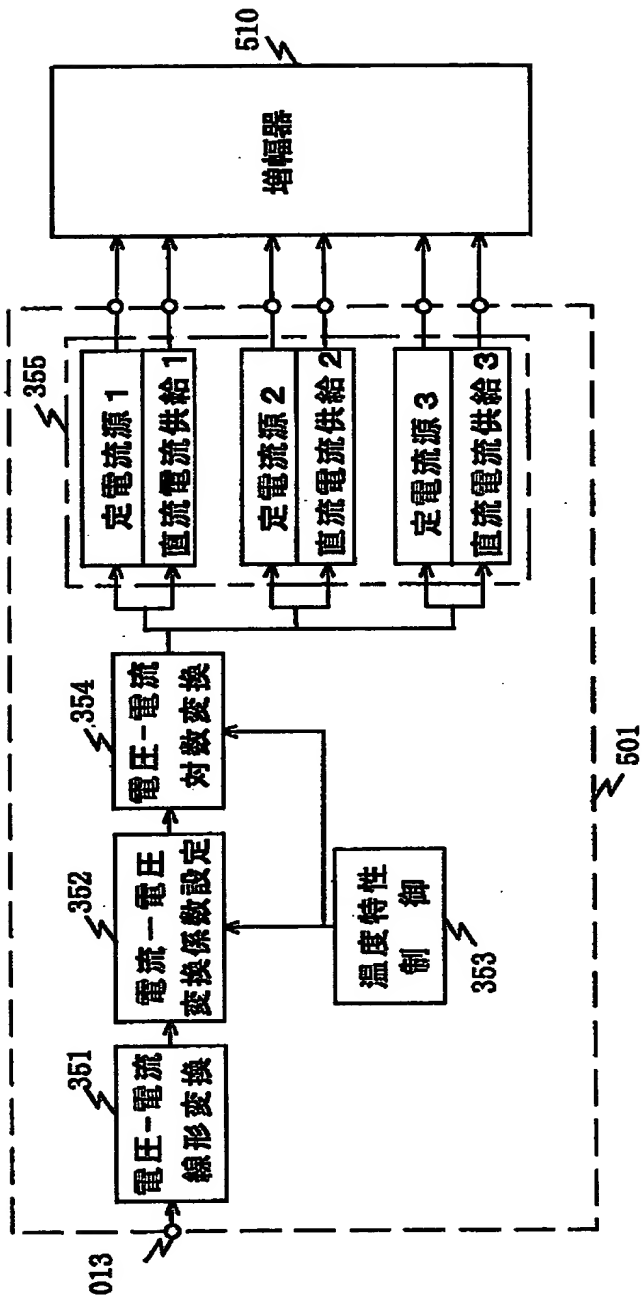 013
351
電圧-電流
線形変換
352
電流-電圧
変換係数設定
温度特性
制 御
353
354
電圧-電流
対数変換
355
定電流源1
直流電流供給1
定電流源2
直流電流供給2
定電流源3
直流電流供給3
501
増幅器
510